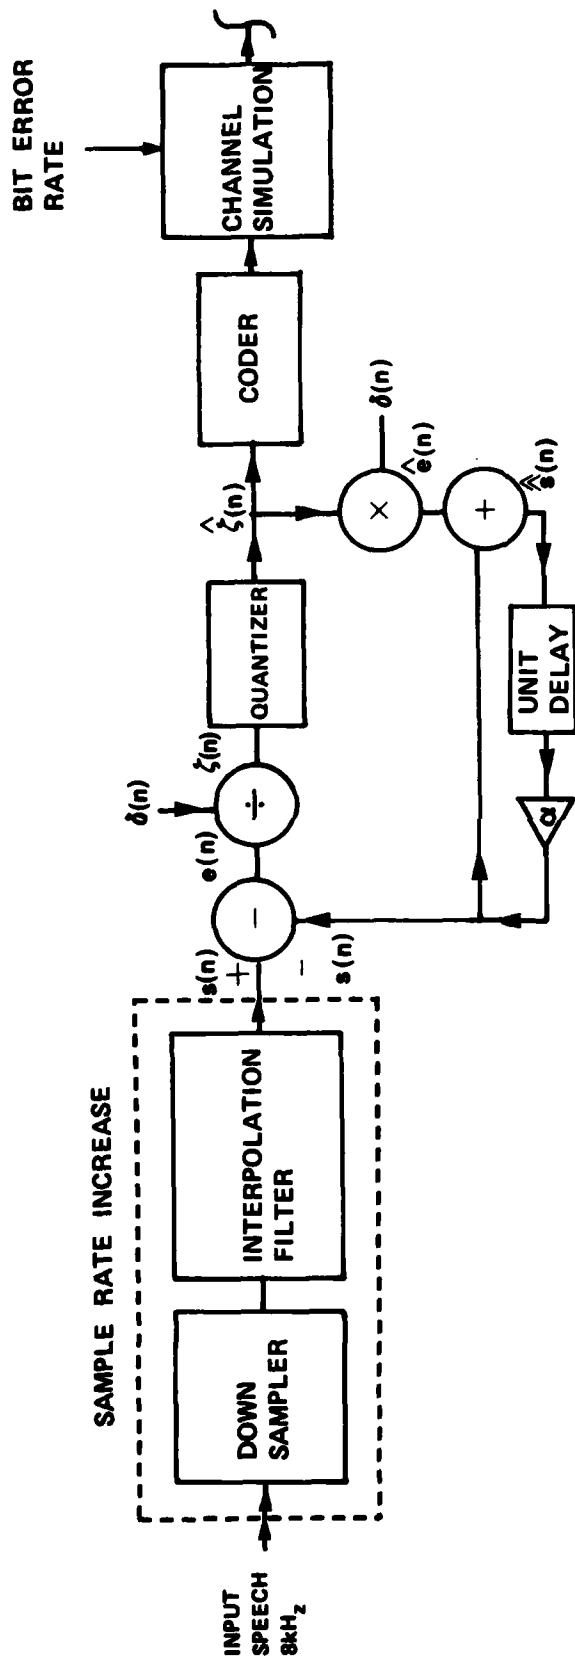 SAMPLE RATE INCREASE
INPUT
SPEECH
8kHz
DOWN
SAMPLER
INTERPOLATION
FILTER
s(n)
+
−
s(n)
−
e(n)
δ(n)
÷
ζ(n)
QUANTIZER
ζ̂(n)
CODER
BIT ERROR
RATE
CHANNEL
SIMULATION
×
δ(n)
ê(n)
+
s(n)
UNIT
DELAY
α